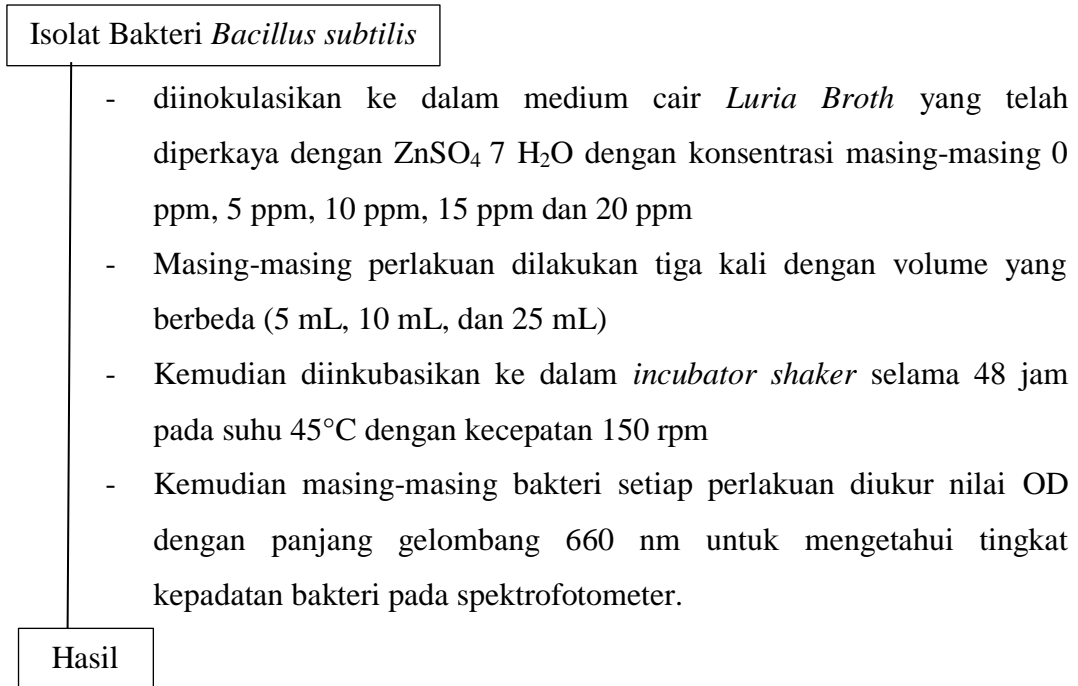 Isolat Bakteri Bacillus subtilis
- diinokulasikan ke dalam medium cair Luria Broth yang telah
diperkaya dengan ZnSO₄ 7 H₂O dengan konsentrasi masing-masing 0
ppm, 5 ppm, 10 ppm, 15 ppm dan 20 ppm
- Masing-masing perlakuan dilakukan tiga kali dengan volume yang
berbeda (5 mL, 10 mL, dan 25 mL)
- Kemudian diinkubasikan ke dalam incubator shaker selama 48 jam
pada suhu 45°C dengan kecepatan 150 rpm
- Kemudian masing-masing bakteri setiap perlakuan diukur nilai OD
dengan panjang gelombang 660 nm untuk mengetahui tingkat
kepadatan bakteri pada spektrofotometer.
Hasil